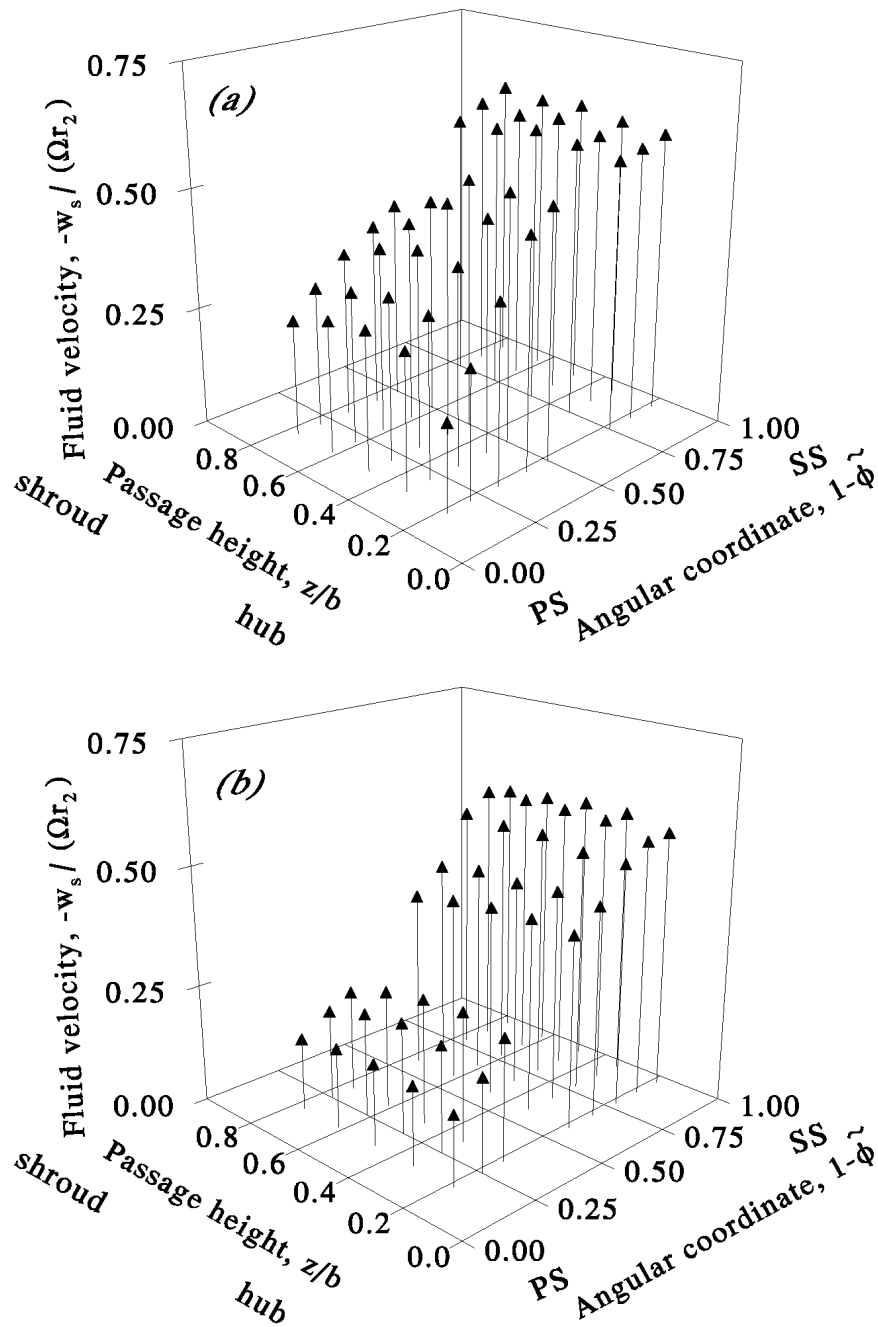 (a)
0.75
0.50
0.25
0.00
Fluid velocity, -w_s / (Ωr_2)
0.8
0.6
0.4
0.2
0.0
Passage height, z/b
shroud
hub
0.00
0.25
0.50
0.75
1.00
PS
SS
Angular coordinate, 1-φ̃
(b)
0.75
0.50
0.25
0.00
Fluid velocity, -w_s / (Ωr_2)
0.8
0.6
0.4
0.2
0.0
Passage height, z/b
shroud
hub
0.00
0.25
0.50
0.75
1.00
PS
SS
Angular coordinate, 1-φ̃